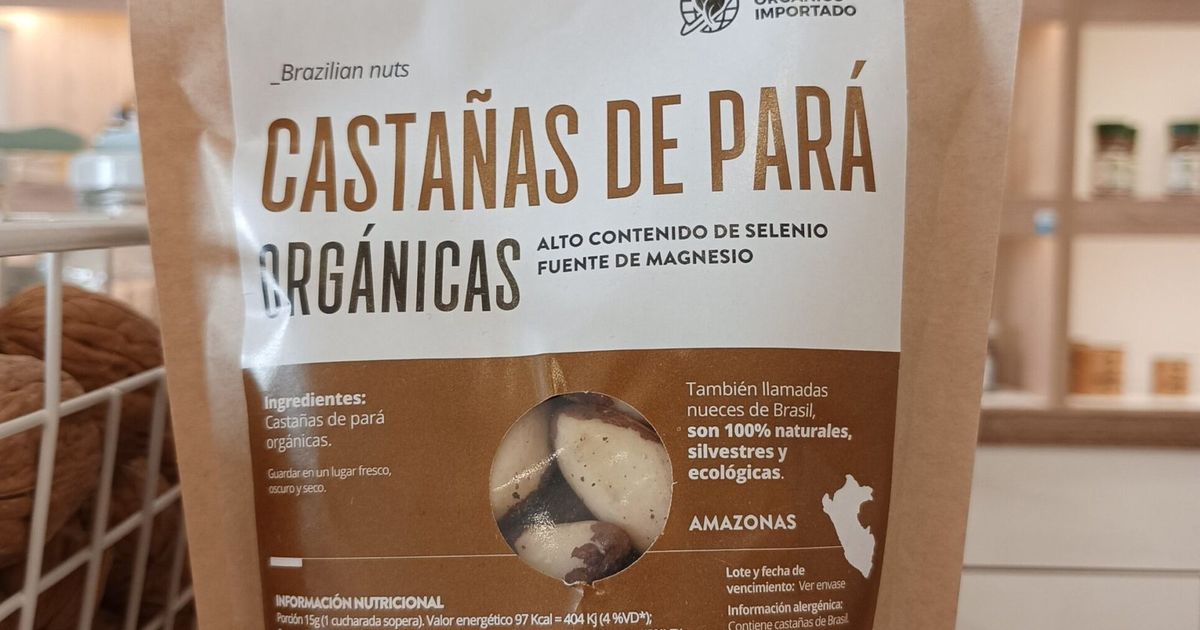 IMPORTADO
_Brazilian nuts
CASTAÑAS DE PARÁ
ORGÁNICAS
ALTO CONTENIDO DE SELENIO
FUENTE DE MAGNESIO
Ingredientes:
Castañas de pará
orgánicas.
Guardar en un lugar fresco,
oscuro y seco.
También llamadas
nueces de Brasil,
son 100% naturales,
silvestres y
ecológicas.
AMAZONAS
Lote y fecha de
vencimiento: Ver envase
Información alergénica:
Contiene castañas de Brasil.
INFORMACIÓN NUTRICIONAL
Porción 15g (1 cucharada sopera). Valor energético 97 Kcal = 404 Kj (4 %VD*);